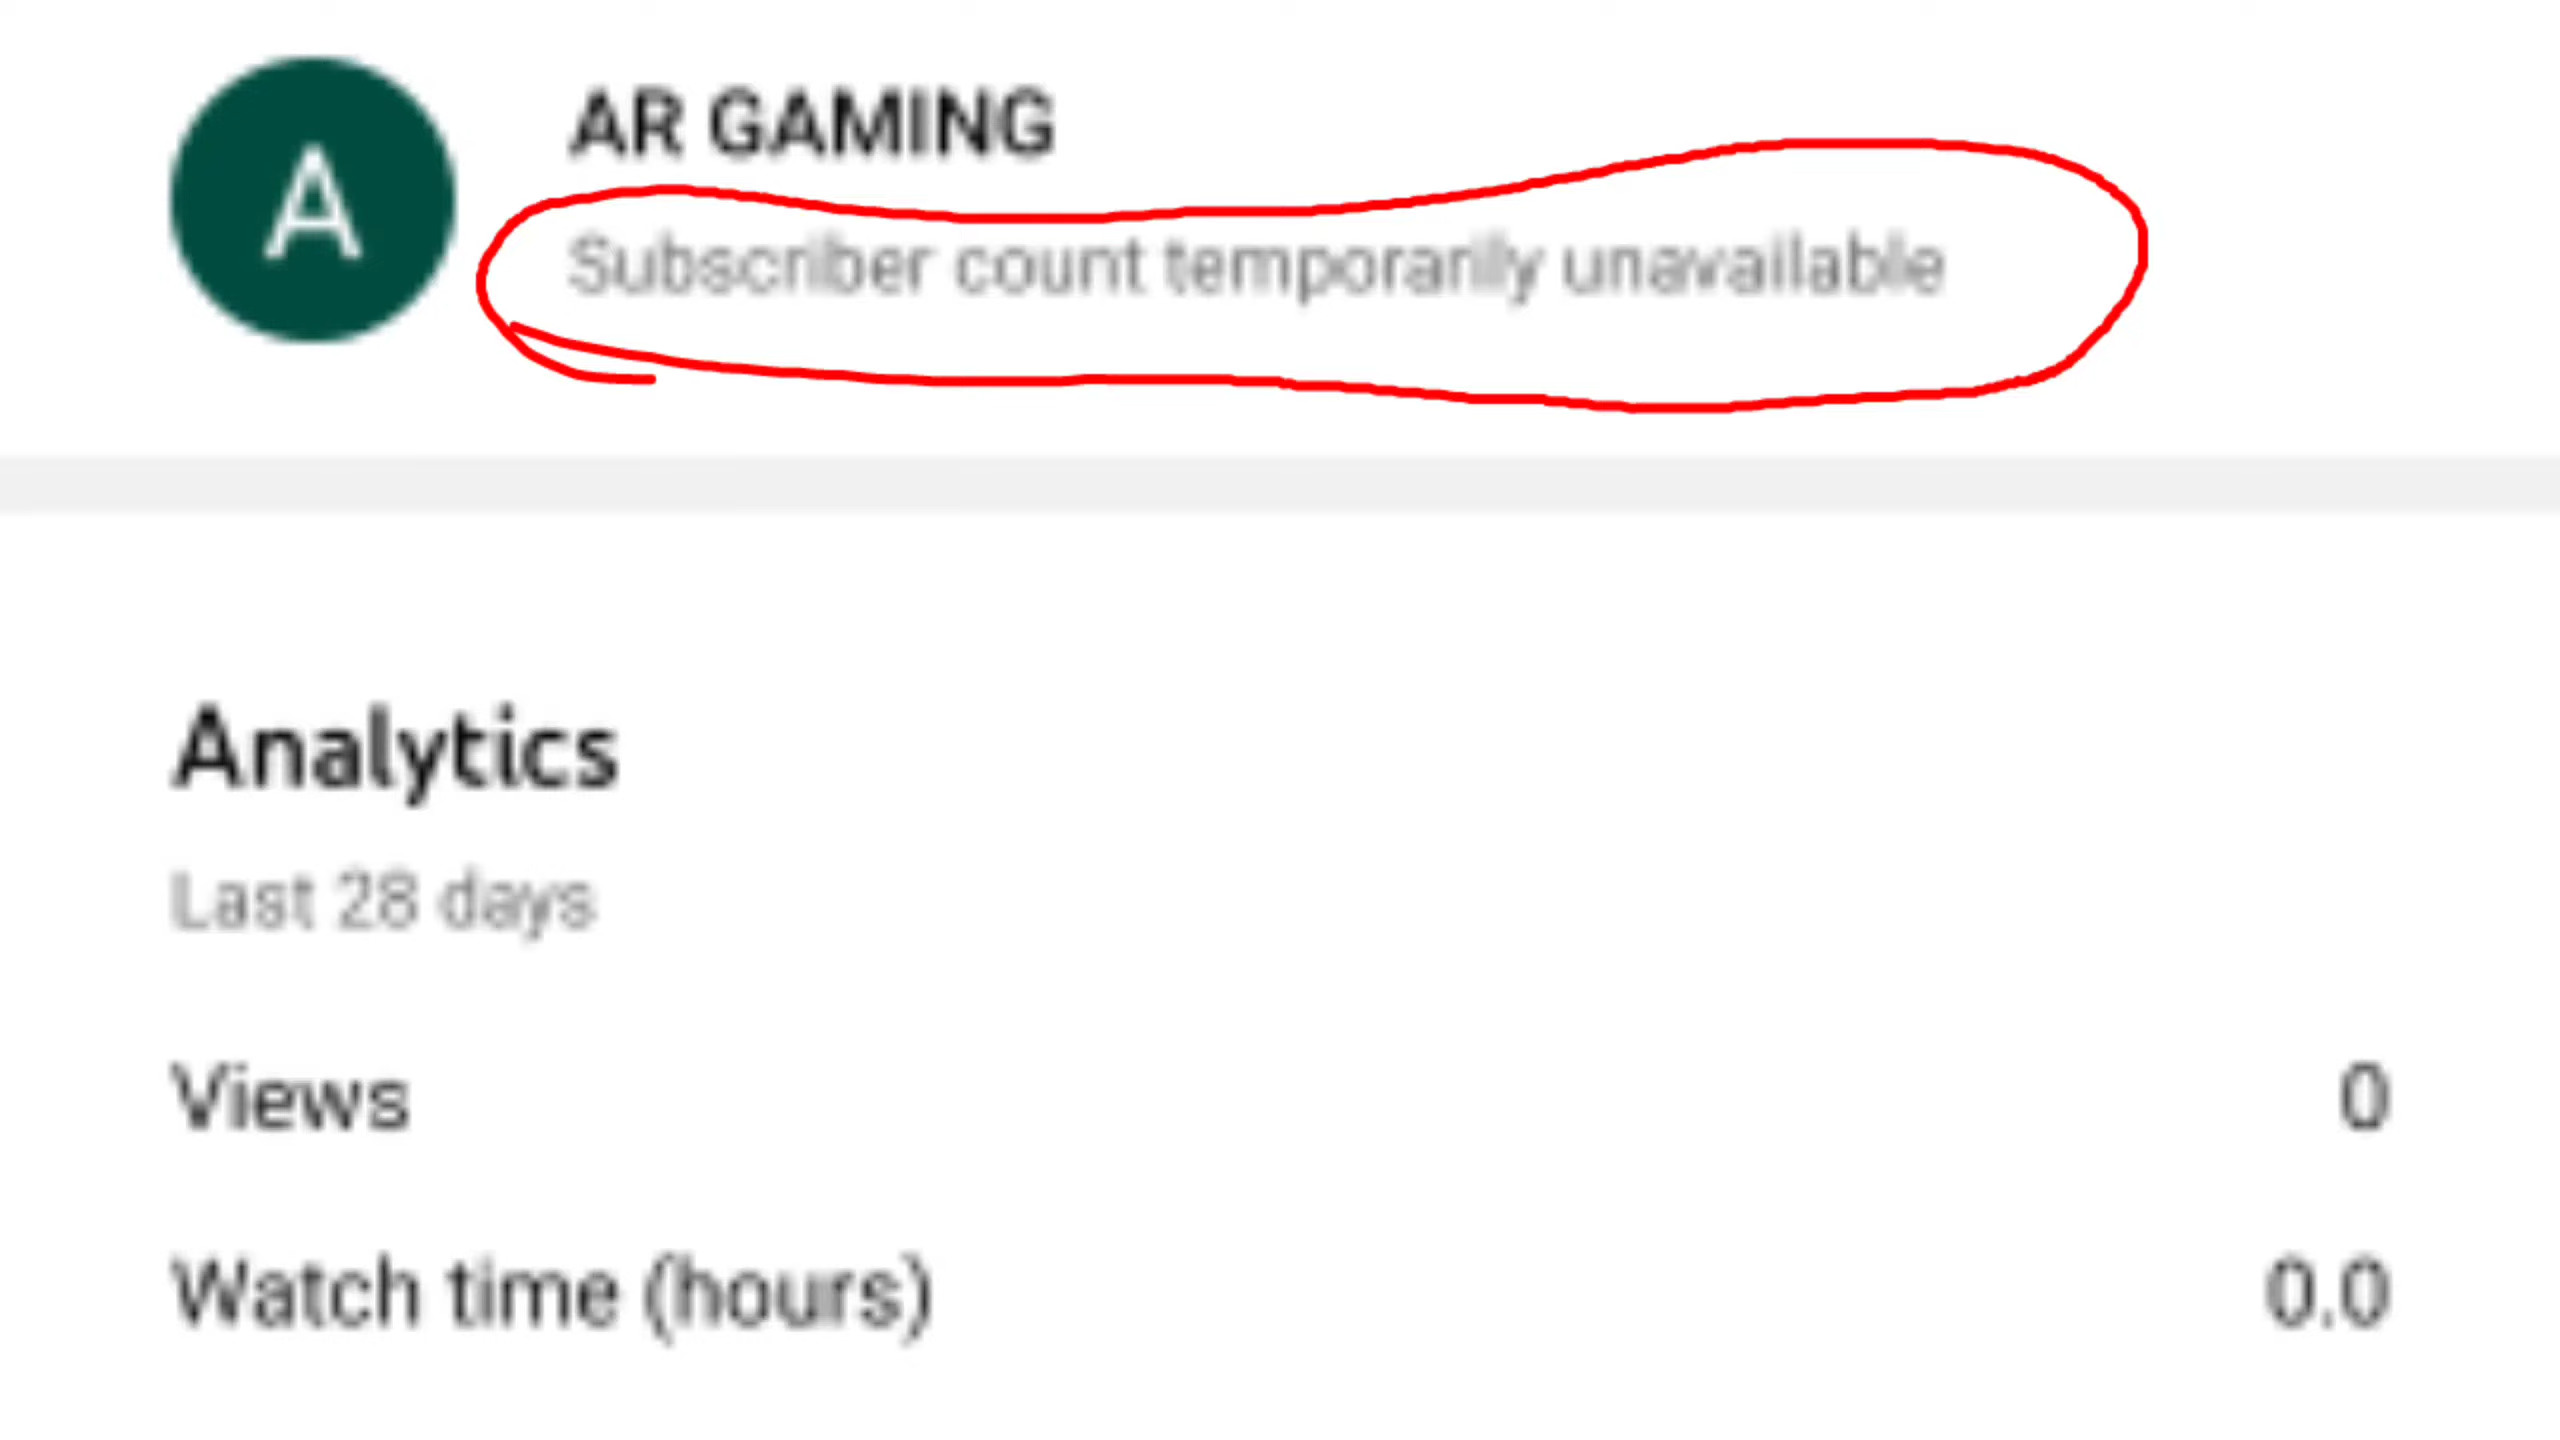 A
AR GAMING
Subscriber count temporarily unavailable
Analytics
Last 28 days
Views 0
Watch time (hours) 0.0